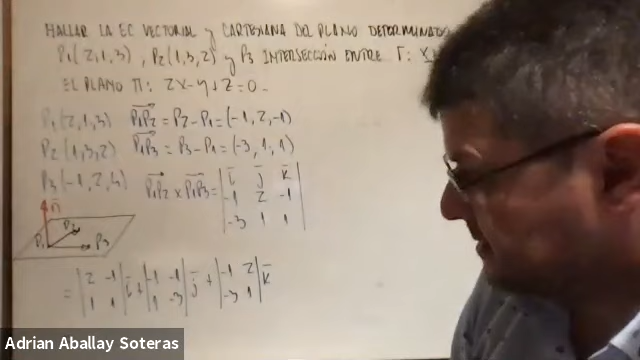 HALLAR LA EC VECTORIAL y CARTESIANA DEL PLANO DETERMINADO
P1(2,1,3), P2(1,3,2) y P3 INTERSECCIÓN ENTRE Γ: X
EL PLANO Π: 2X-y+Z=0.
P1(2,1,3) P1P2 = P2-P1 = (-1,2,-1)
P2(1,3,2) P1P3 = P3-P1 = (-3,1,1)
P3(-1,2,4) P1P2 x P1P3 = | i j k |
-1 2 -1
-3 1 1
n
P2
P1 P3
= | 2 -1 | i + | -1 -1 | j + | -1 2 | k
1 1 1 -3 -3 1
Adrian Aballay Soteras